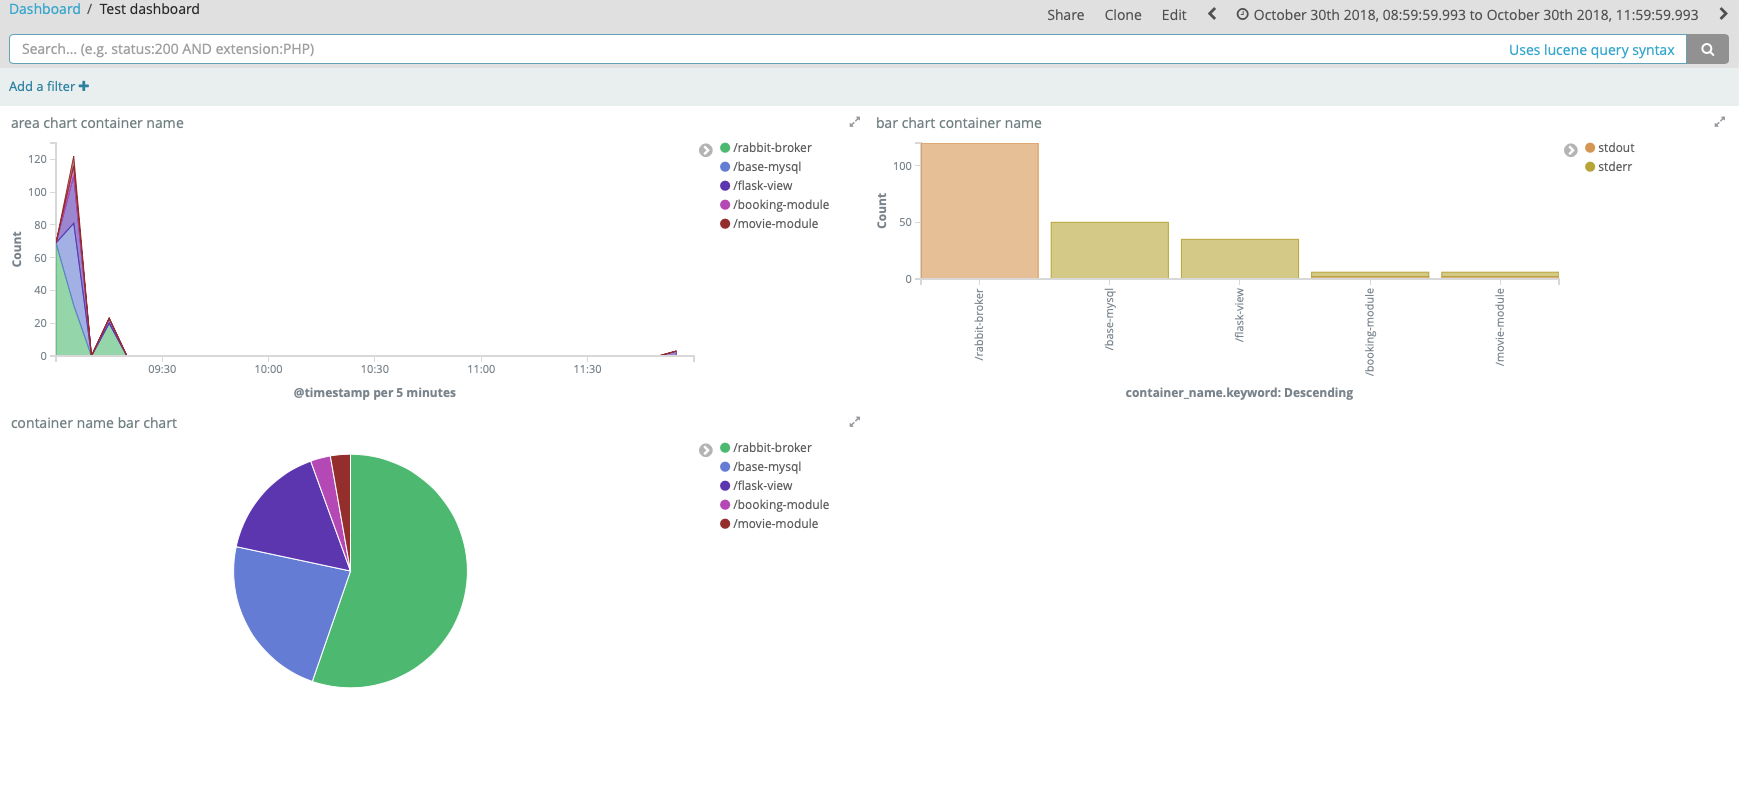 Dashboard / Test dashboard
Share Clone Edit October 30th 2018, 08:59:59.993 to October 30th 2018, 11:59:59.993
Search... (e.g. status:200 AND extension:PHP) Uses lucene query syntax
Add a filter +
area chart container name
120
100
80
60
40
20
0
Count
09:30 10:00 10:30 11:00 11:30
@timestamp per 5 minutes
/rabbit-broker
/base-mysql
/flask-view
/booking-module
/movie-module
bar chart container name
100
50
0
Count
/rabbit-broker
/base-mysql
/flask-view
/booking-module
/movie-module
container_name.keyword: Descending
stdout
stderr
container name bar chart
/rabbit-broker
/base-mysql
/flask-view
/booking-module
/movie-module